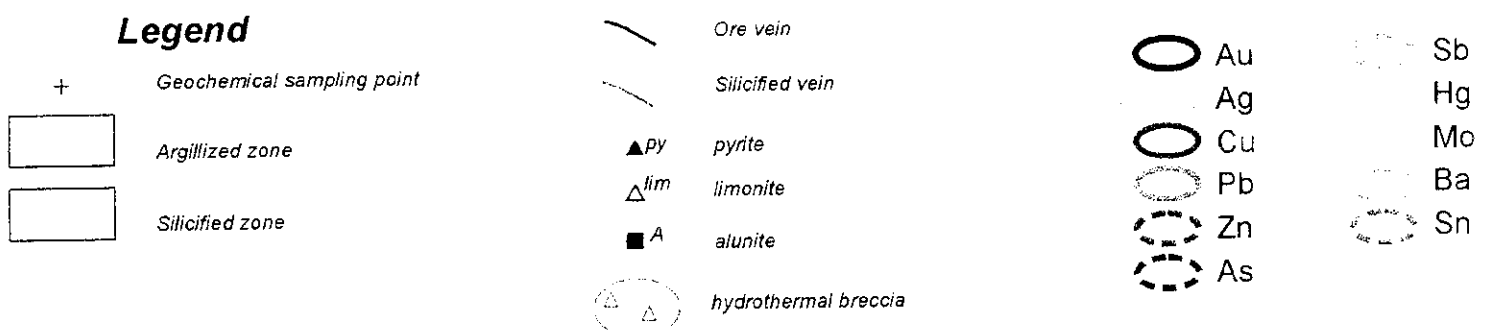 Legend
+ Geochemical sampling point
Argillized zone
Silicified zone
Ore vein
Silicified vein
py pyrite
lim limonite
A alunite
hydrothermal breccia
Au
Ag
Cu
Pb
Zn
As
Sb
Hg
Mo
Ba
Sn